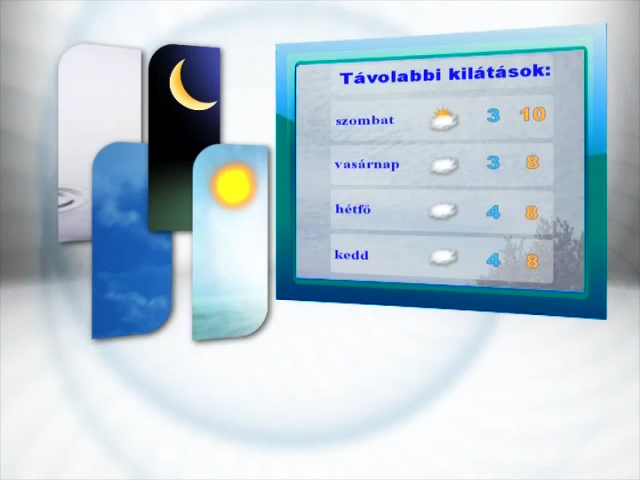 Távolabbi kilátások:
szombat 3 10
vasárnap 3 8
hétfő 4 8
kedd 4 8